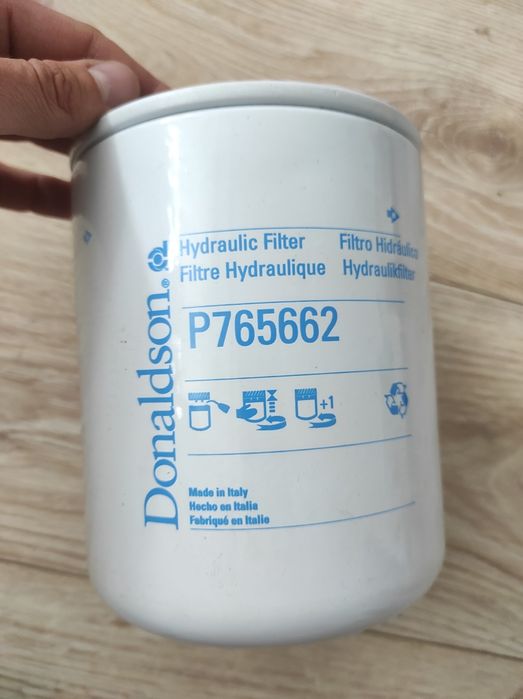 Donaldson®
Hydraulic Filter Filtro Hidráulico
Filtre Hydraulique Hydraulikfilter
P765662
+1
Made in Italy
Hecho en Italia
Fabriqué en Italie